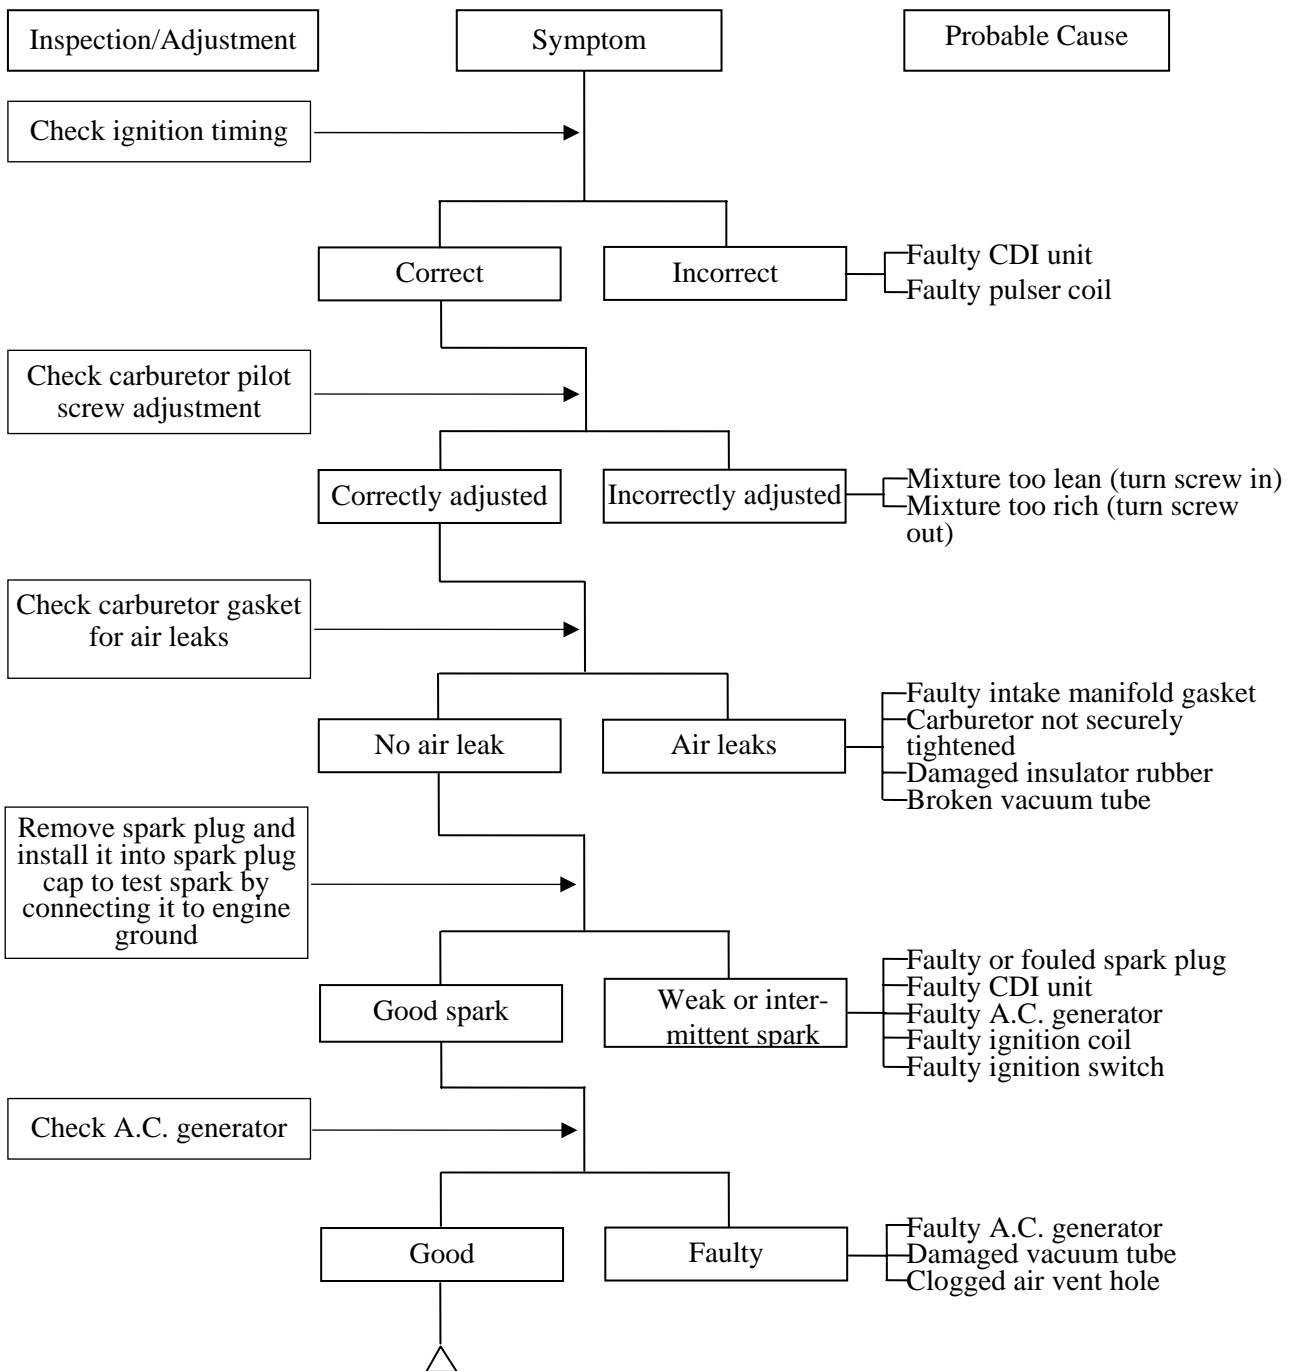 Inspection/Adjustment
Symptom
Probable Cause
Check ignition timing
Correct
Incorrect
Faulty CDI unit
Faulty pulser coil
Check carburetor pilot
screw adjustment
Correctly adjusted
Incorrectly adjusted
Mixture too lean (turn screw in)
Mixture too rich (turn screw
out)
Check carburetor gasket
for air leaks
No air leak
Air leaks
Faulty intake manifold gasket
Carburetor not securely
tightened
Damaged insulator rubber
Broken vacuum tube
Remove spark plug and
install it into spark plug
cap to test spark by
connecting it to engine
ground
Good spark
Weak or inter-
mittent spark
Faulty or fouled spark plug
Faulty CDI unit
Faulty A.C. generator
Faulty ignition coil
Faulty ignition switch
Check A.C. generator
Good
Faulty
Faulty A.C. generator
Damaged vacuum tube
Clogged air vent hole